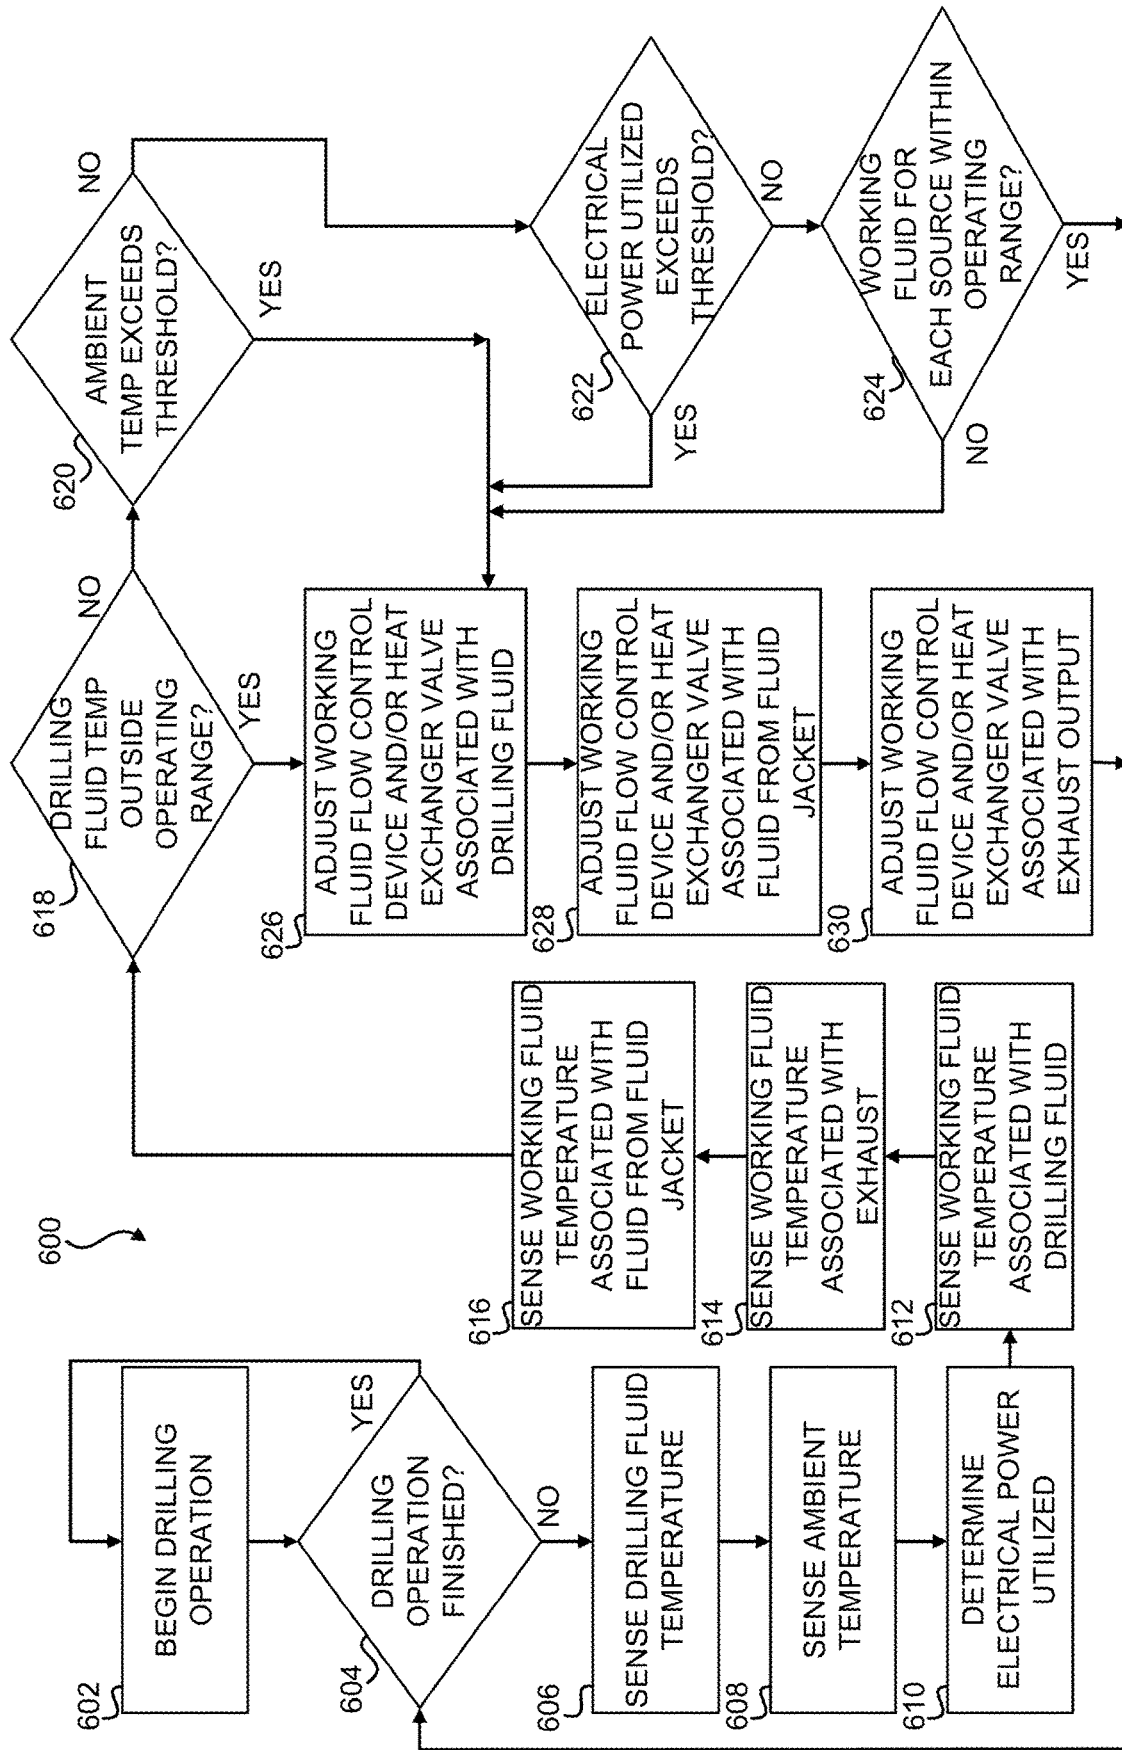 600
602
BEGIN DRILLING
OPERATION
604
DRILLING
OPERATION
FINISHED?
YES
NO
606
SENSE DRILLING FLUID
TEMPERATURE
608
SENSE AMBIENT
TEMPERATURE
610
DETERMINE
ELECTRICAL POWER
UTILIZED
612
SENSE WORKING FLUID
TEMPERATURE
ASSOCIATED WITH
DRILLING FLUID
614
SENSE WORKING FLUID
TEMPERATURE
ASSOCIATED WITH
EXHAUST
616
SENSE WORKING FLUID
TEMPERATURE
ASSOCIATED WITH
FLUID FROM FLUID
JACKET
618
DRILLING
FLUID TEMP
OUTSIDE
OPERATING
RANGE?
NO
YES
620
AMBIENT
TEMP EXCEEDS
THRESHOLD?
NO
YES
622
ELECTRICAL
POWER UTILIZED
EXCEEDS
THRESHOLD?
YES
NO
624
WORKING
FLUID FOR
EACH SOURCE WITHIN
OPERATING
RANGE?
NO
YES
626
ADJUST WORKING
FLUID FLOW CONTROL
DEVICE AND/OR HEAT
EXCHANGER VALVE
ASSOCIATED WITH
DRILLING FLUID
628
ADJUST WORKING
FLUID FLOW CONTROL
DEVICE AND/OR HEAT
EXCHANGER VALVE
ASSOCIATED WITH
FLUID FROM FLUID
JACKET
630
ADJUST WORKING
FLUID FLOW CONTROL
DEVICE AND/OR HEAT
EXCHANGER VALVE
ASSOCIATED WITH
EXHAUST OUTPUT